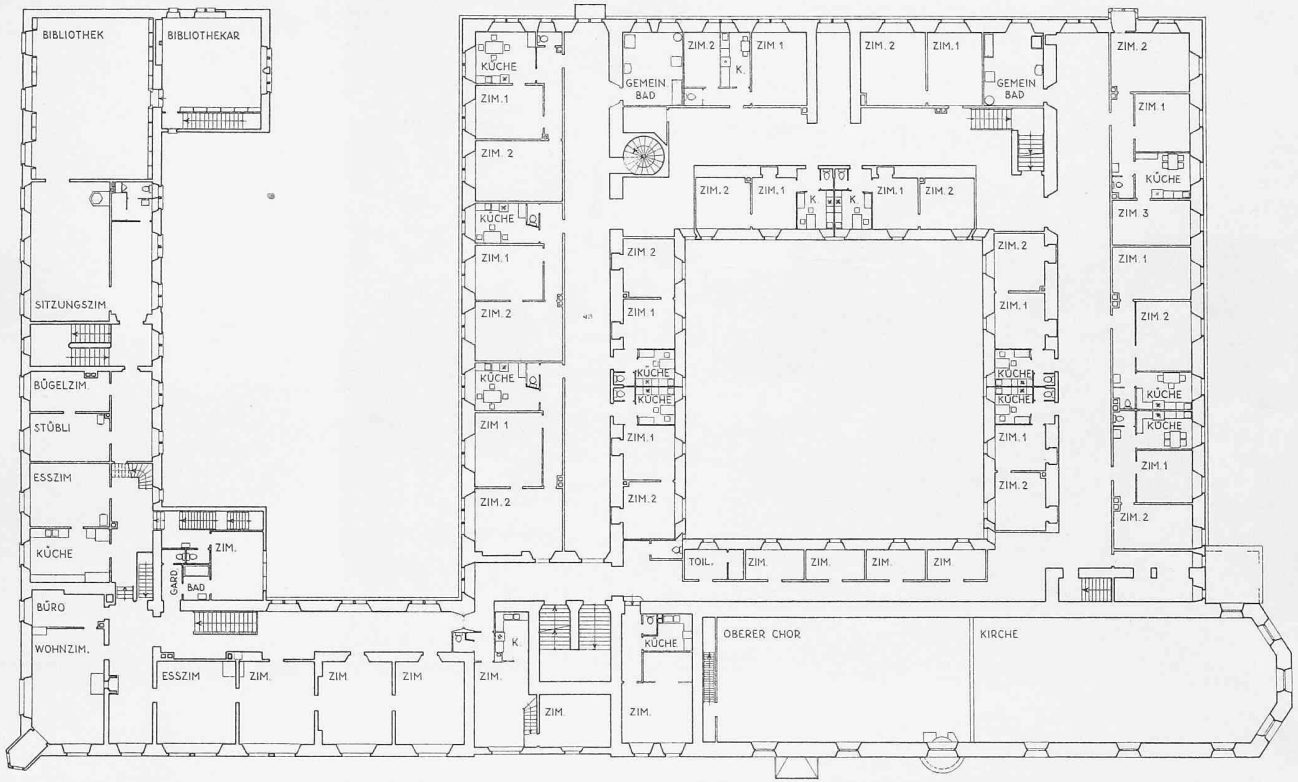 BIBLIOTHEK
BIBLIOTHEKAR
KÜCHE
ZIM.2
K.
ZIM 1
ZIM. 2
ZIM.1
ZIM. 2
GEMEIN
BAD
GEMEIN
BAD
ZIM.1
ZIM. 1
ZIM. 2
KÜCHE
ZIM. 2
ZIM.1
K.
K.
ZIM.1
ZIM. 2
ZIM 3
KÜCHE
ZIM.1
ZIM. 2
ZIM. 2
ZIM. 1
SITZUNGSZIM.
ZIM. 2
ZIM. 1
ZIM.1
ZIM. 2
KÜCHE
KÜCHE
KÜCHE
KÜCHE
KÜCHE
KÜCHE
KÜCHE
BÜGELZIM.
STÜBLI
ZIM 1
ZIM.1
ZIM.1
ZIM.1
ESSZIM
ZIM. 2
ZIM. 2
ZIM. 2
ZIM. 2
KÜCHE
ZIM.
TOIL.
ZIM.
ZIM.
ZIM.
ZIM.
GARD.
BAD
BÜRO
WOHNZIM.
K.
KÜCHE
OBERER CHOR
KIRCHE
ESSZIM
ZIM.
ZIM.
ZIM
ZIM.
ZIM.
ZIM.